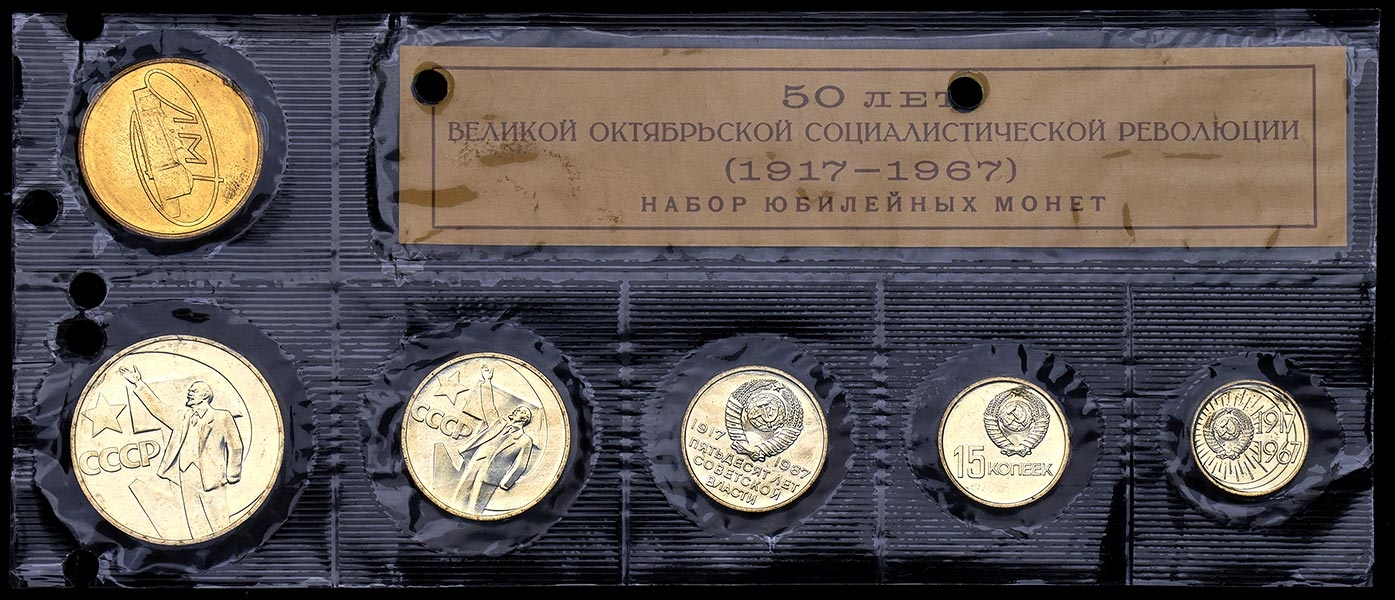 50 ЛЕТ
ВЕЛИКОЙ ОКТЯБРЬСКОЙ СОЦИАЛИСТИЧЕСКОЙ РЕВОЛЮЦИИ
(1917–1967)
НАБОР ЮБИЛЕЙНЫХ МОНЕТ
ЛМД
СССР
СССР
1917
1967
ПЯТЬДЕСЯТ ЛЕТ
СОВЕТСКОЙ
ВЛАСТИ
15 КОПЕЕК
1917
1967